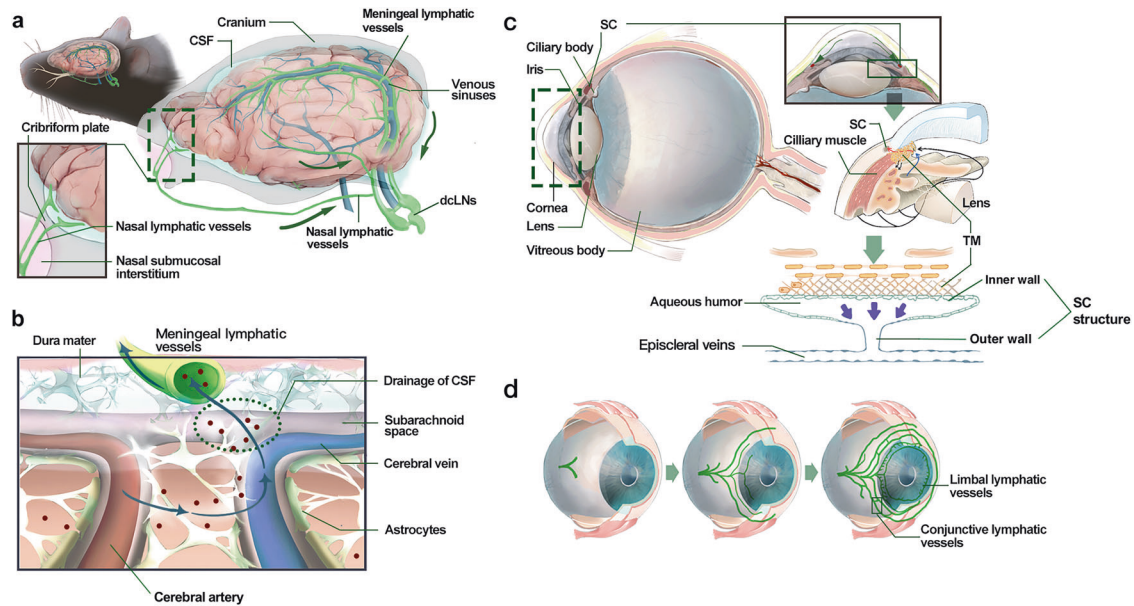 a
Cranium
CSF
Meningeal lymphatic
vessels
Venous
sinuses
Cribriform plate
dcLNs
Nasal lymphatic vessels
Nasal lymphatic
vessels
Nasal submucosal
interstitium
b
Meningeal lymphatic
vessels
Dura mater
Drainage of CSF
Subarachnoid
space
Cerebral vein
Astrocytes
Cerebral artery
c
SC
Ciliary body
Iris
Cornea
Lens
Vitreous body
SC
Cilliary muscle
Lens
TM
Inner wall
Aqueous humor
SC
structure
Outer wall
Episcleral veins
d
Limbal lymphatic
vessels
Conjunctive lymphatic
vessels